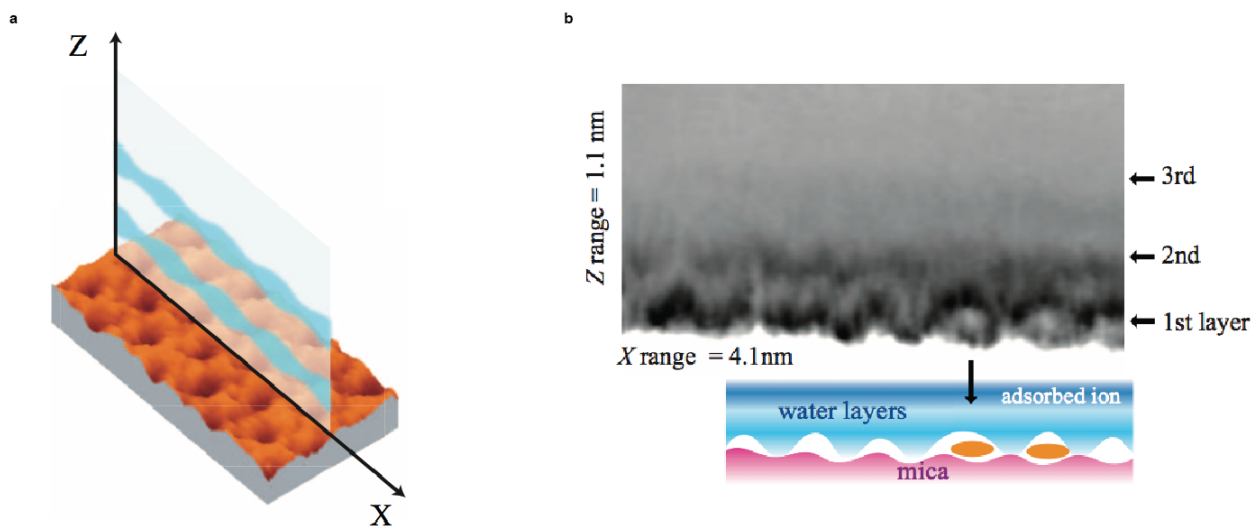 a
Z
X
b
Z range = 1.1 nm
3rd
2nd
1st layer
X range = 4.1nm
adsorbed ion
water layers
mica